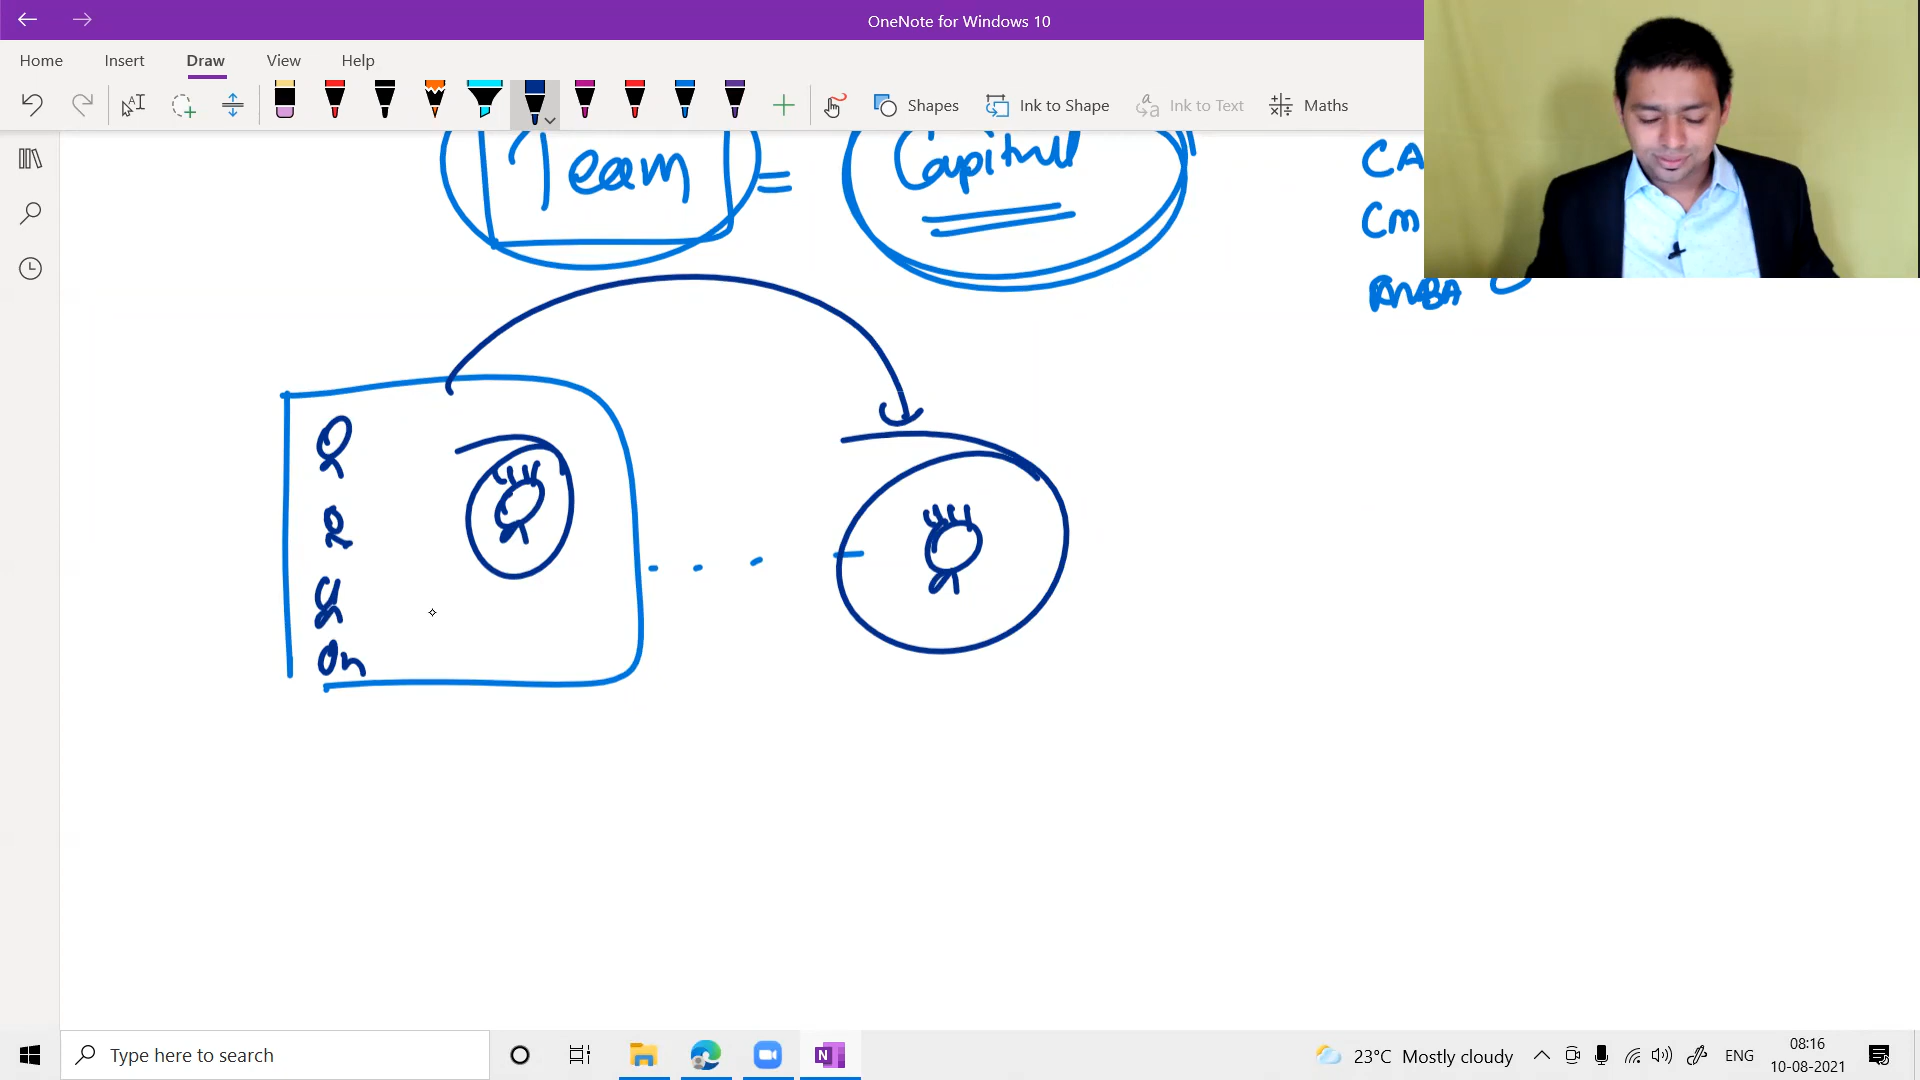 OneNote for Windows 10
Home Insert Draw View Help
Shapes Ink to Shape Ink to Text Maths
Team = Capital
CA
CM
Type here to search
23°C Mostly cloudy ENG 08:16
10-08-2021